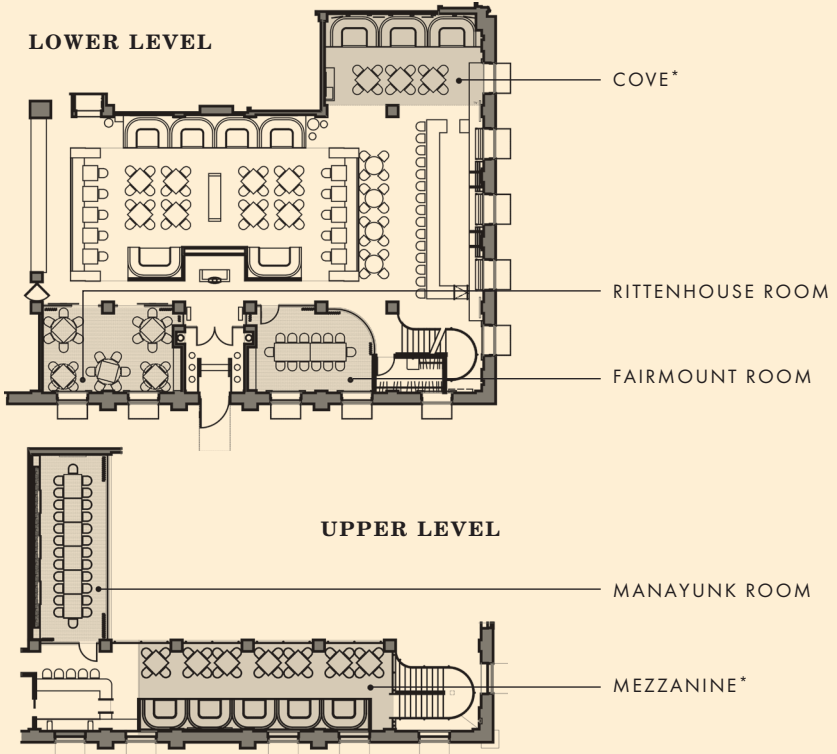 LOWER LEVEL
COVE*
RITTENHOUSE ROOM
FAIRMOUNT ROOM
UPPER LEVEL
MANAYUNK ROOM
MEZZANINE*